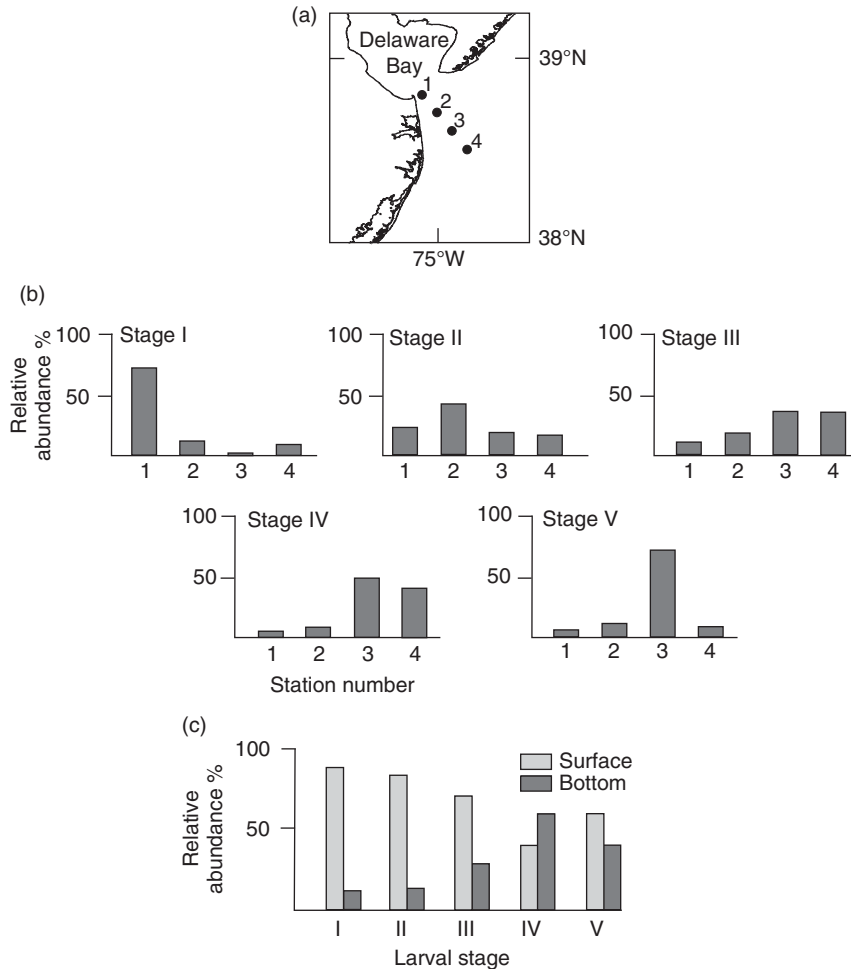 (a)
Delaware
Bay
39°N
1
2
3
4
38°N
75°W
(b)
Relative
abundance %
100
50
Stage I
1 2 3 4
100
50
Stage II
1 2 3 4
100
50
Stage III
1 2 3 4
100
50
Stage IV
1 2 3 4
100
50
Stage V
1 2 3 4
Station number
(c)
Relative
abundance %
100
50
Surface
Bottom
I II III IV V
Larval stage